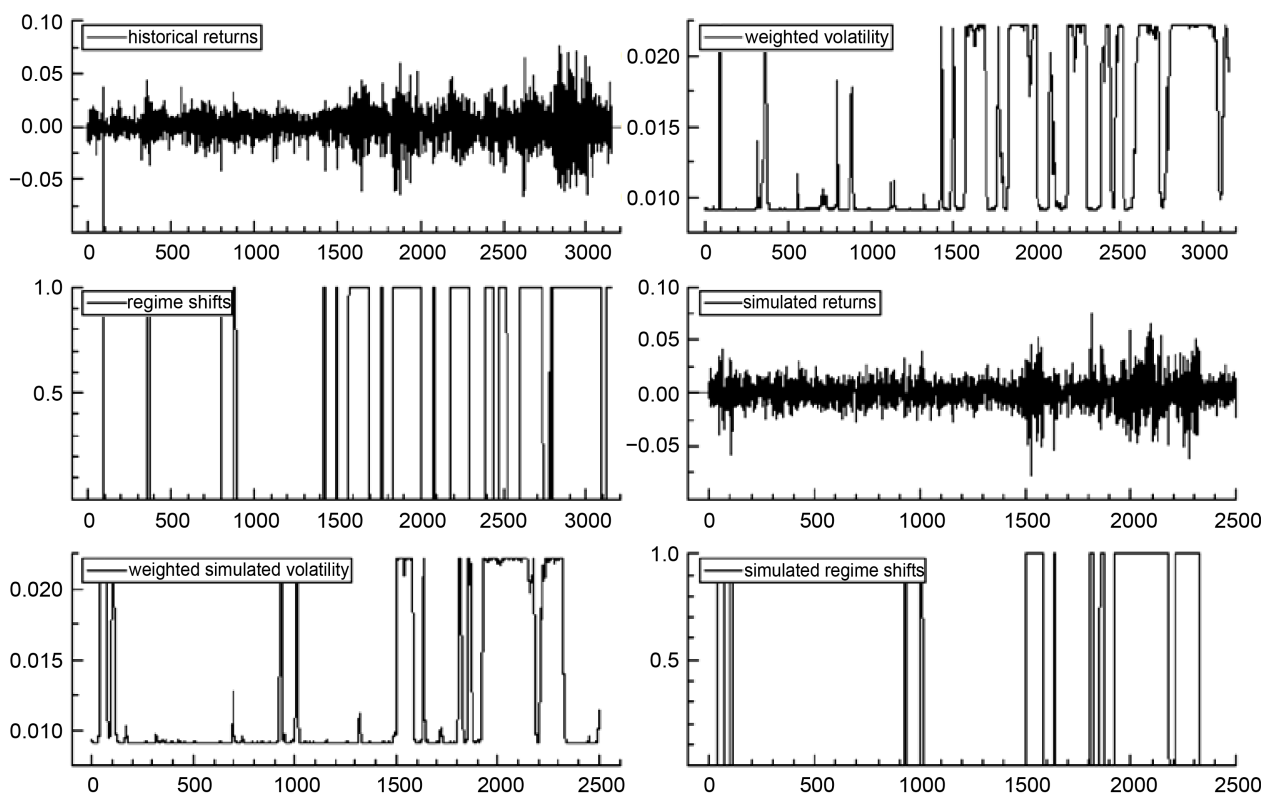 historical returns
0.10
0.05
0.00
−0.05
0 500 1000 1500 2000 2500 3000
weighted volatility
0.020
0.015
0.010
0 500 1000 1500 2000 2500 3000
regime shifts
1.0
0.5
0 500 1000 1500 2000 2500 3000
simulated returns
0.10
0.05
0.00
−0.05
0 500 1000 1500 2000 2500
weighted simulated volatility
0.020
0.015
0.010
0 500 1000 1500 2000 2500
simulated regime shifts
1.0
0.5
0 500 1000 1500 2000 2500